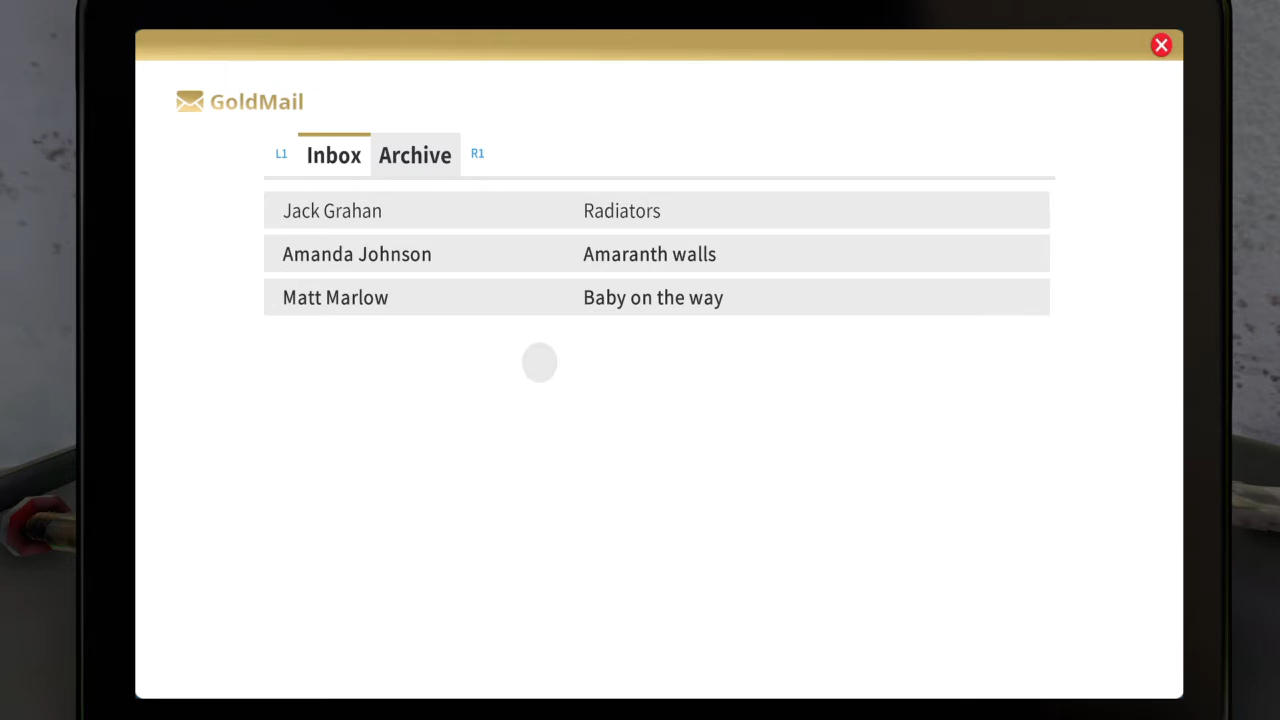 GoldMail
L1 Inbox Archive R1
Jack Grahan Radiators
Amanda Johnson Amaranth walls
Matt Marlow Baby on the way